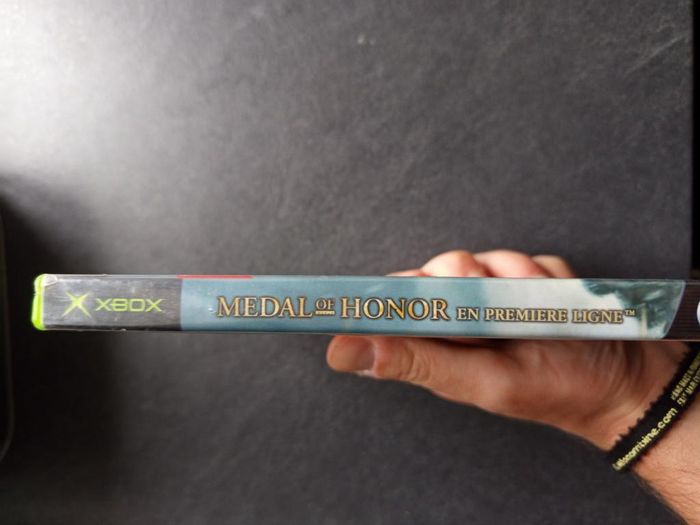 XBOX
MEDAL OF HONOR EN PREMIERE LIGNE™